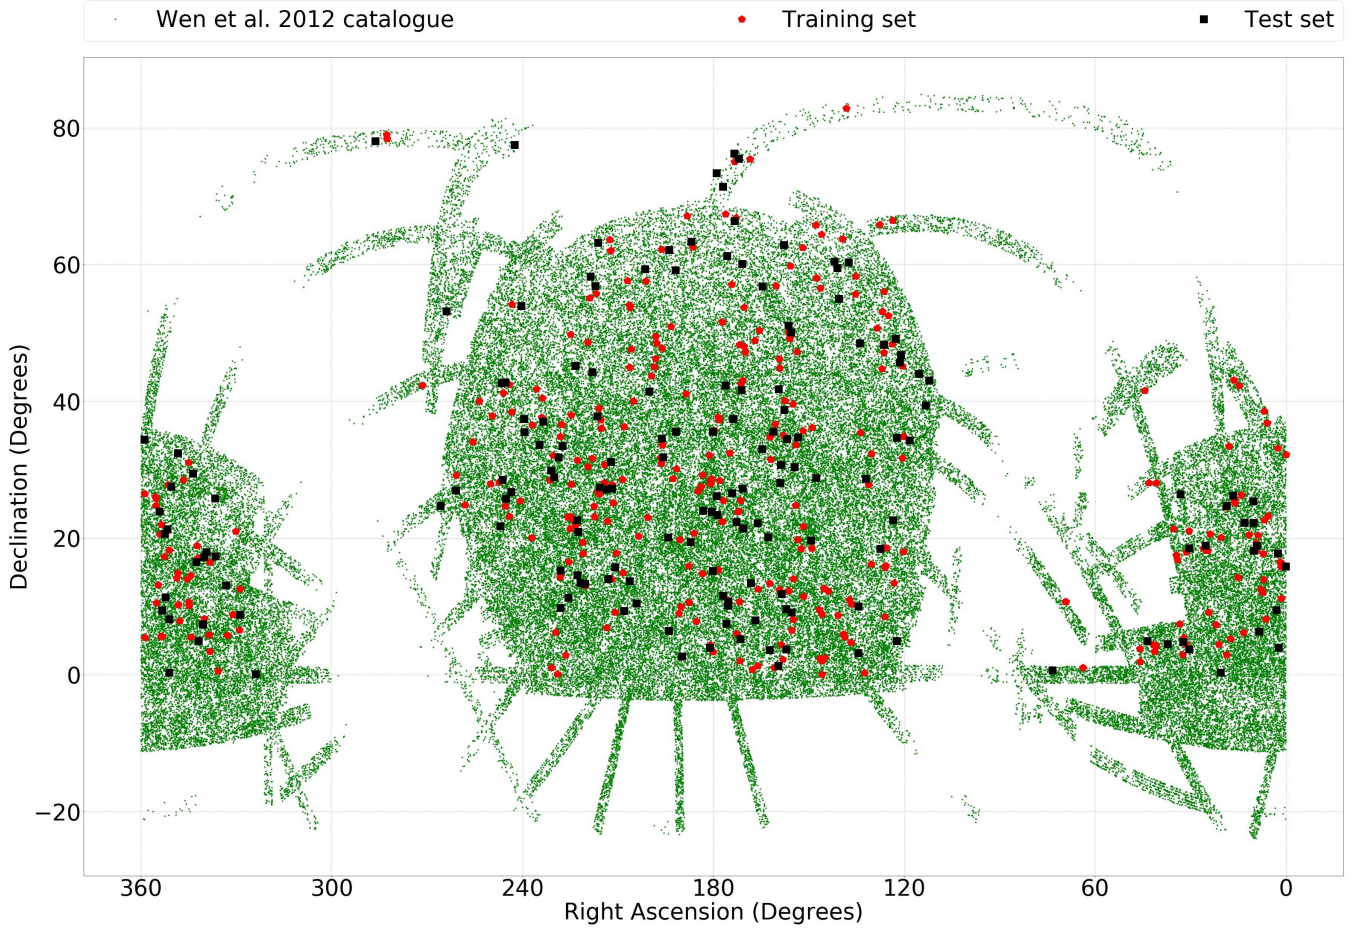 Wen et al. 2012 catalogue Training set Test set
80
60
40
20
0
−20
Declination (Degrees)
360 300 240 180 120 60 0
Right Ascension (Degrees)